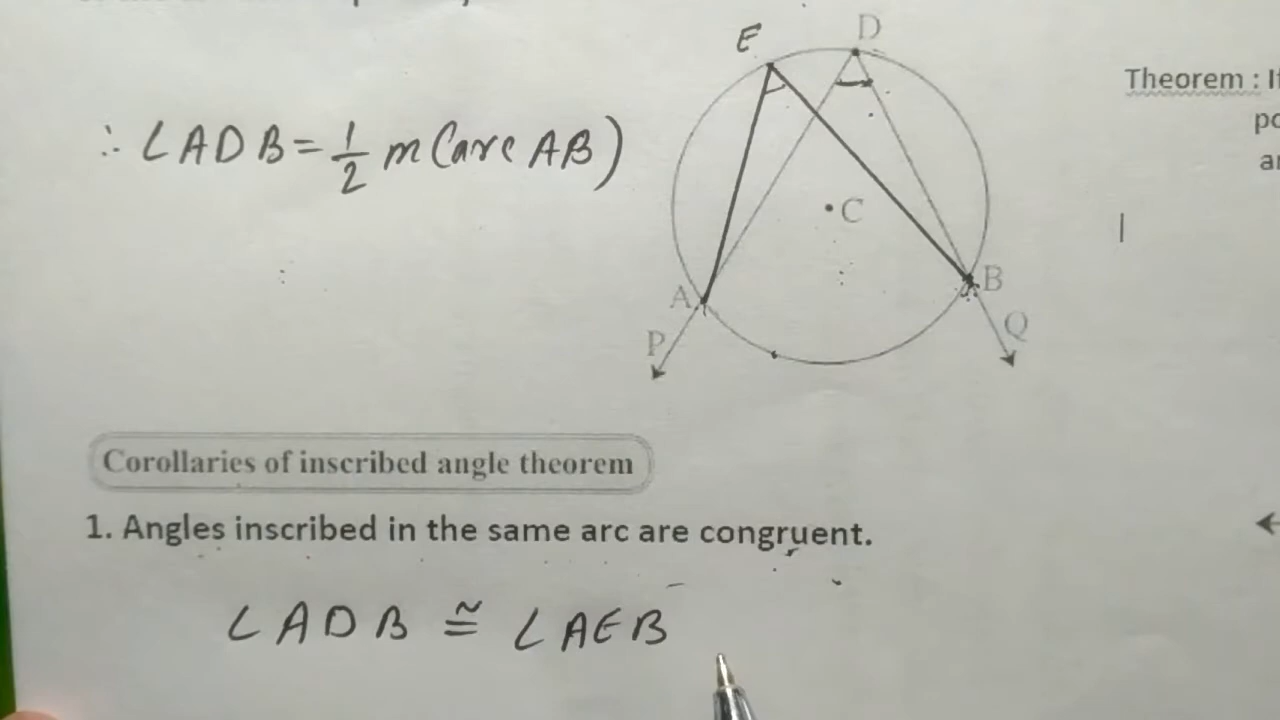 E
D
Theorem : If
po
∴ ∠ADB = 1/2 m(arc AB)
C
A
B
P
Q
Corollaries of inscribed angle theorem
1. Angles inscribed in the same arc are congruent.
∠ADB ≅ ∠AEB